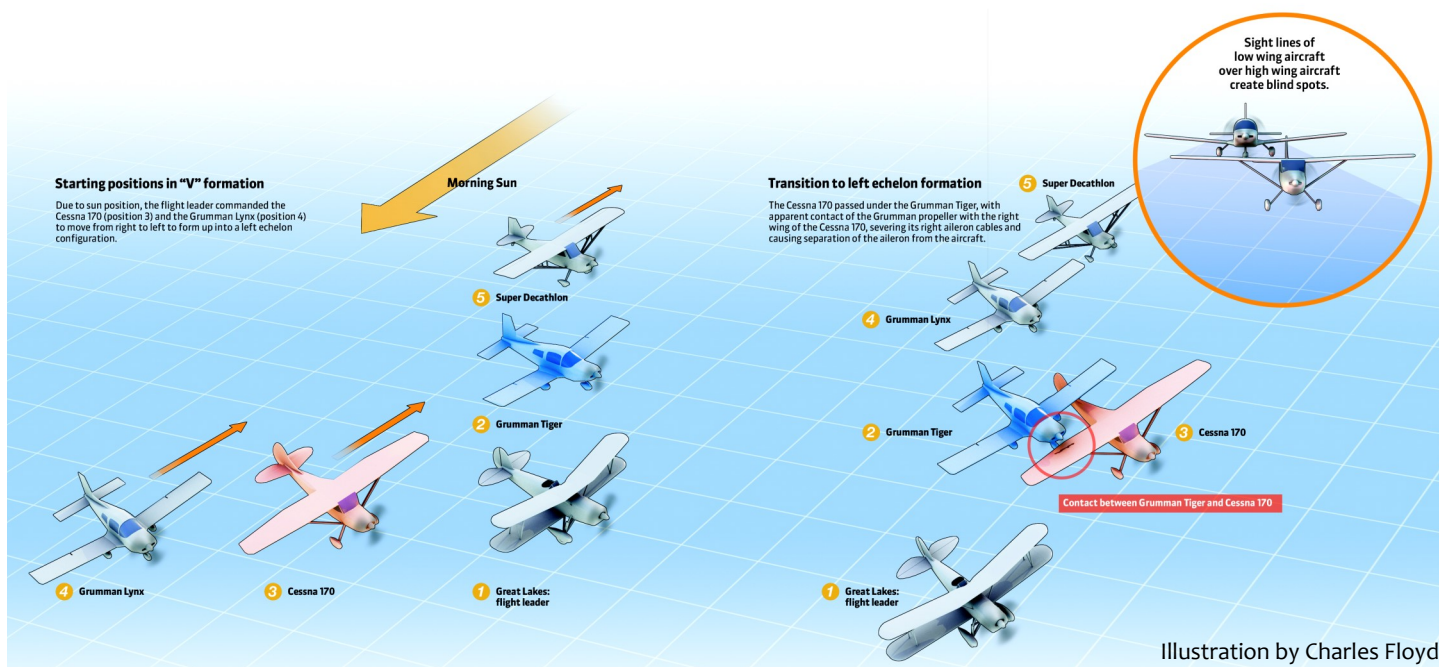 Starting positions in “V” formation
Due to sun position, the flight leader commanded the
Cessna 170 (position 3) and the Grumman Lynx (position 4)
to move from right to left to form up into a left echelon
configuration.
Morning Sun
5 Super Decathlon
2 Grumman Tiger
4 Grumman Lynx
3 Cessna 170
1 Great Lakes:
flight leader
Transition to left echelon formation
The Cessna 170 passed under the Grumman Tiger, with
apparent contact of the Grumman propeller with the right
wing of the Cessna 170, severing its right aileron cables and
causing separation of the aileron from the aircraft.
5 Super Decathlon
Sight lines of
low wing aircraft
over high wing aircraft
create blind spots.
4 Grumman Lynx
2 Grumman Tiger
3 Cessna 170
Contact between Grumman Tiger and Cessna 170
1 Great Lakes:
flight leader
Illustration by Charles Floyd